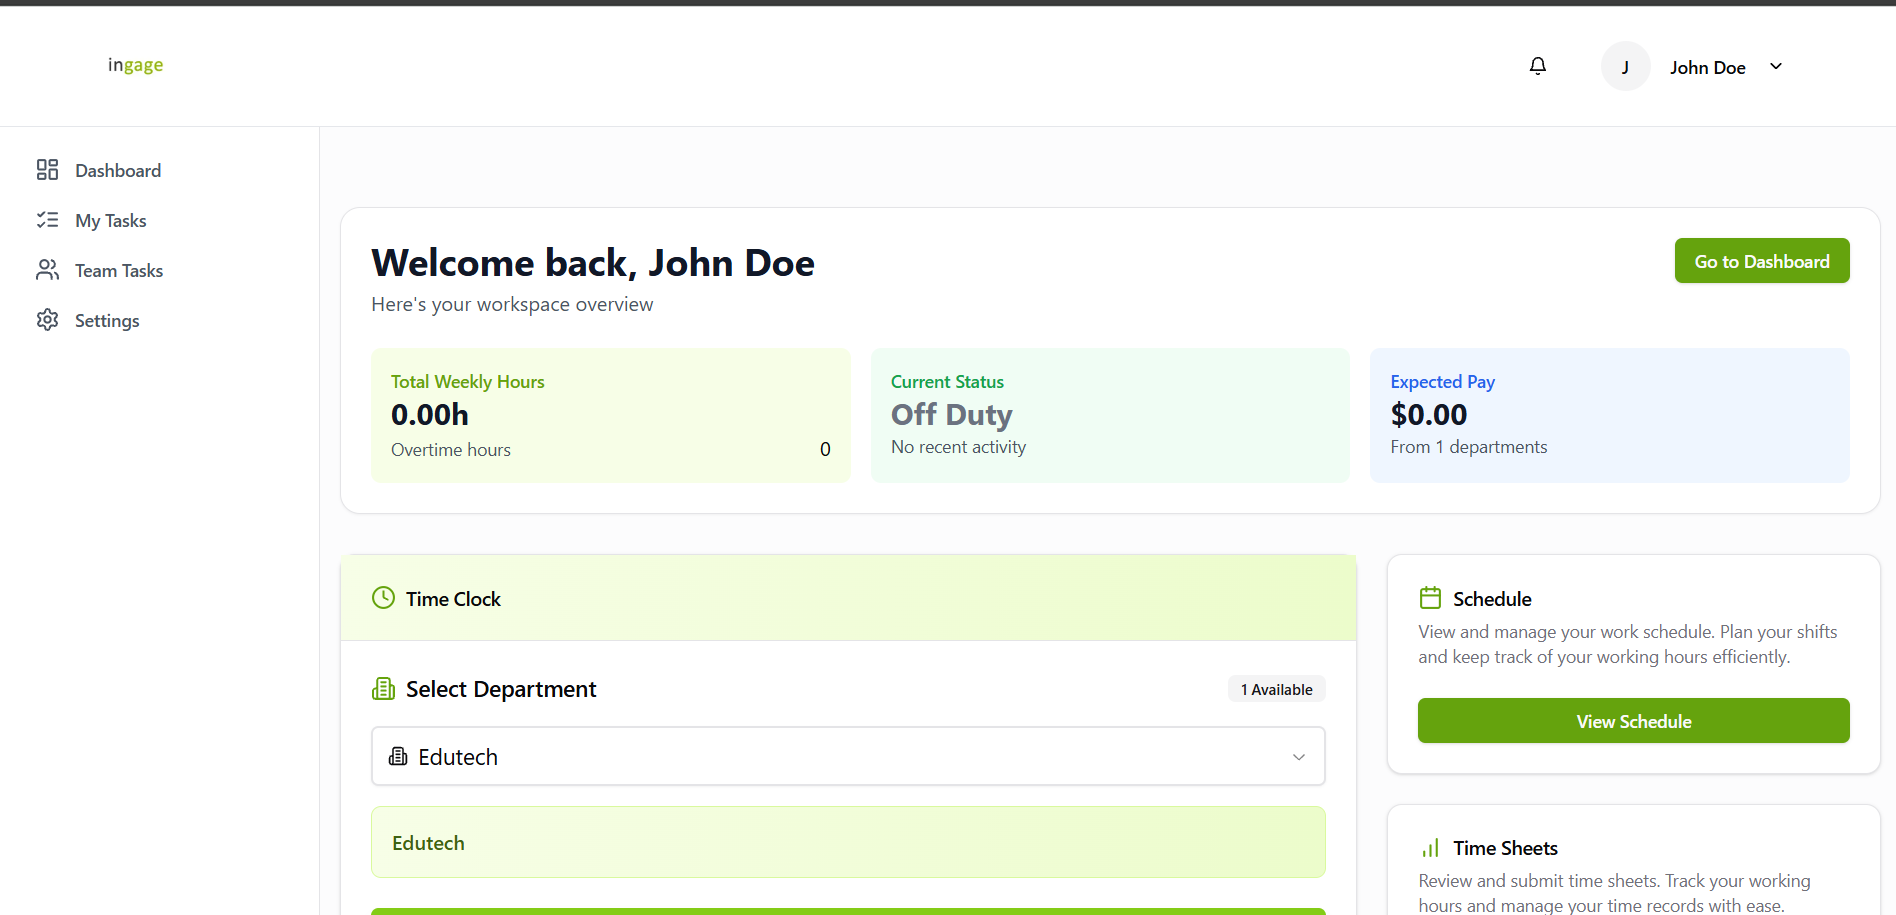 ingage
J
John Doe
Dashboard
My Tasks
Team Tasks
Settings
Welcome back, John Doe
Here's your workspace overview
Go to Dashboard
Total Weekly Hours
0.00h
Overtime hours
0
Current Status
Off Duty
No recent activity
Expected Pay
$0.00
From 1 departments
Time Clock
Select Department
1 Available
Edutech
Edutech
Schedule
View and manage your work schedule. Plan your shifts
and keep track of your working hours efficiently.
View Schedule
Time Sheets
Review and submit time sheets. Track your working
hours and manage your time records with ease.